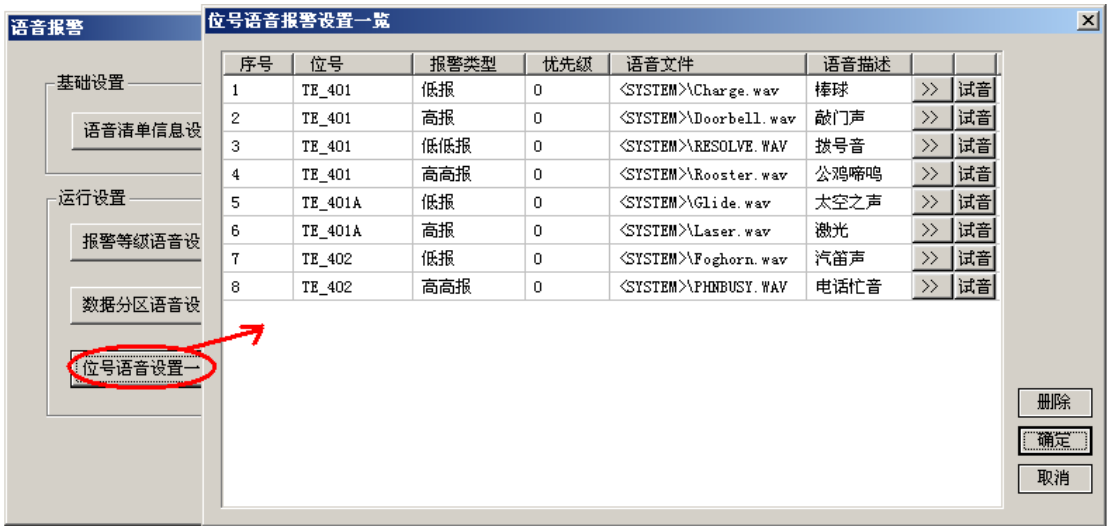 语音报警
基础设置
语音清单信息设
运行设置
报警等级语音设
数据分区语音设
位号语音设置一
位号语音报警设置一览
序号 位号 报警类型 优先级 语音文件 语音描述
1 TE_401 低报 0 <SYSTEM>\Charge.wav 棒球 >> 试音
2 TE_401 高报 0 <SYSTEM>\Doorbell.wav 敲门声 >> 试音
3 TE_401 低低报 0 <SYSTEM>\RESOLVE.WAV 拨号音 >> 试音
4 TE_401 高高报 0 <SYSTEM>\Rooster.wav 公鸡啼鸣 >> 试音
5 TE_401A 低报 0 <SYSTEM>\Glide.wav 太空之声 >> 试音
6 TE_401A 高报 0 <SYSTEM>\Laser.wav 激光 >> 试音
7 TE_402 低报 0 <SYSTEM>\Foghorn.wav 汽笛声 >> 试音
8 TE_402 高高报 0 <SYSTEM>\PHNBUSY.WAV 电话忙音 >> 试音
删除
确定
取消